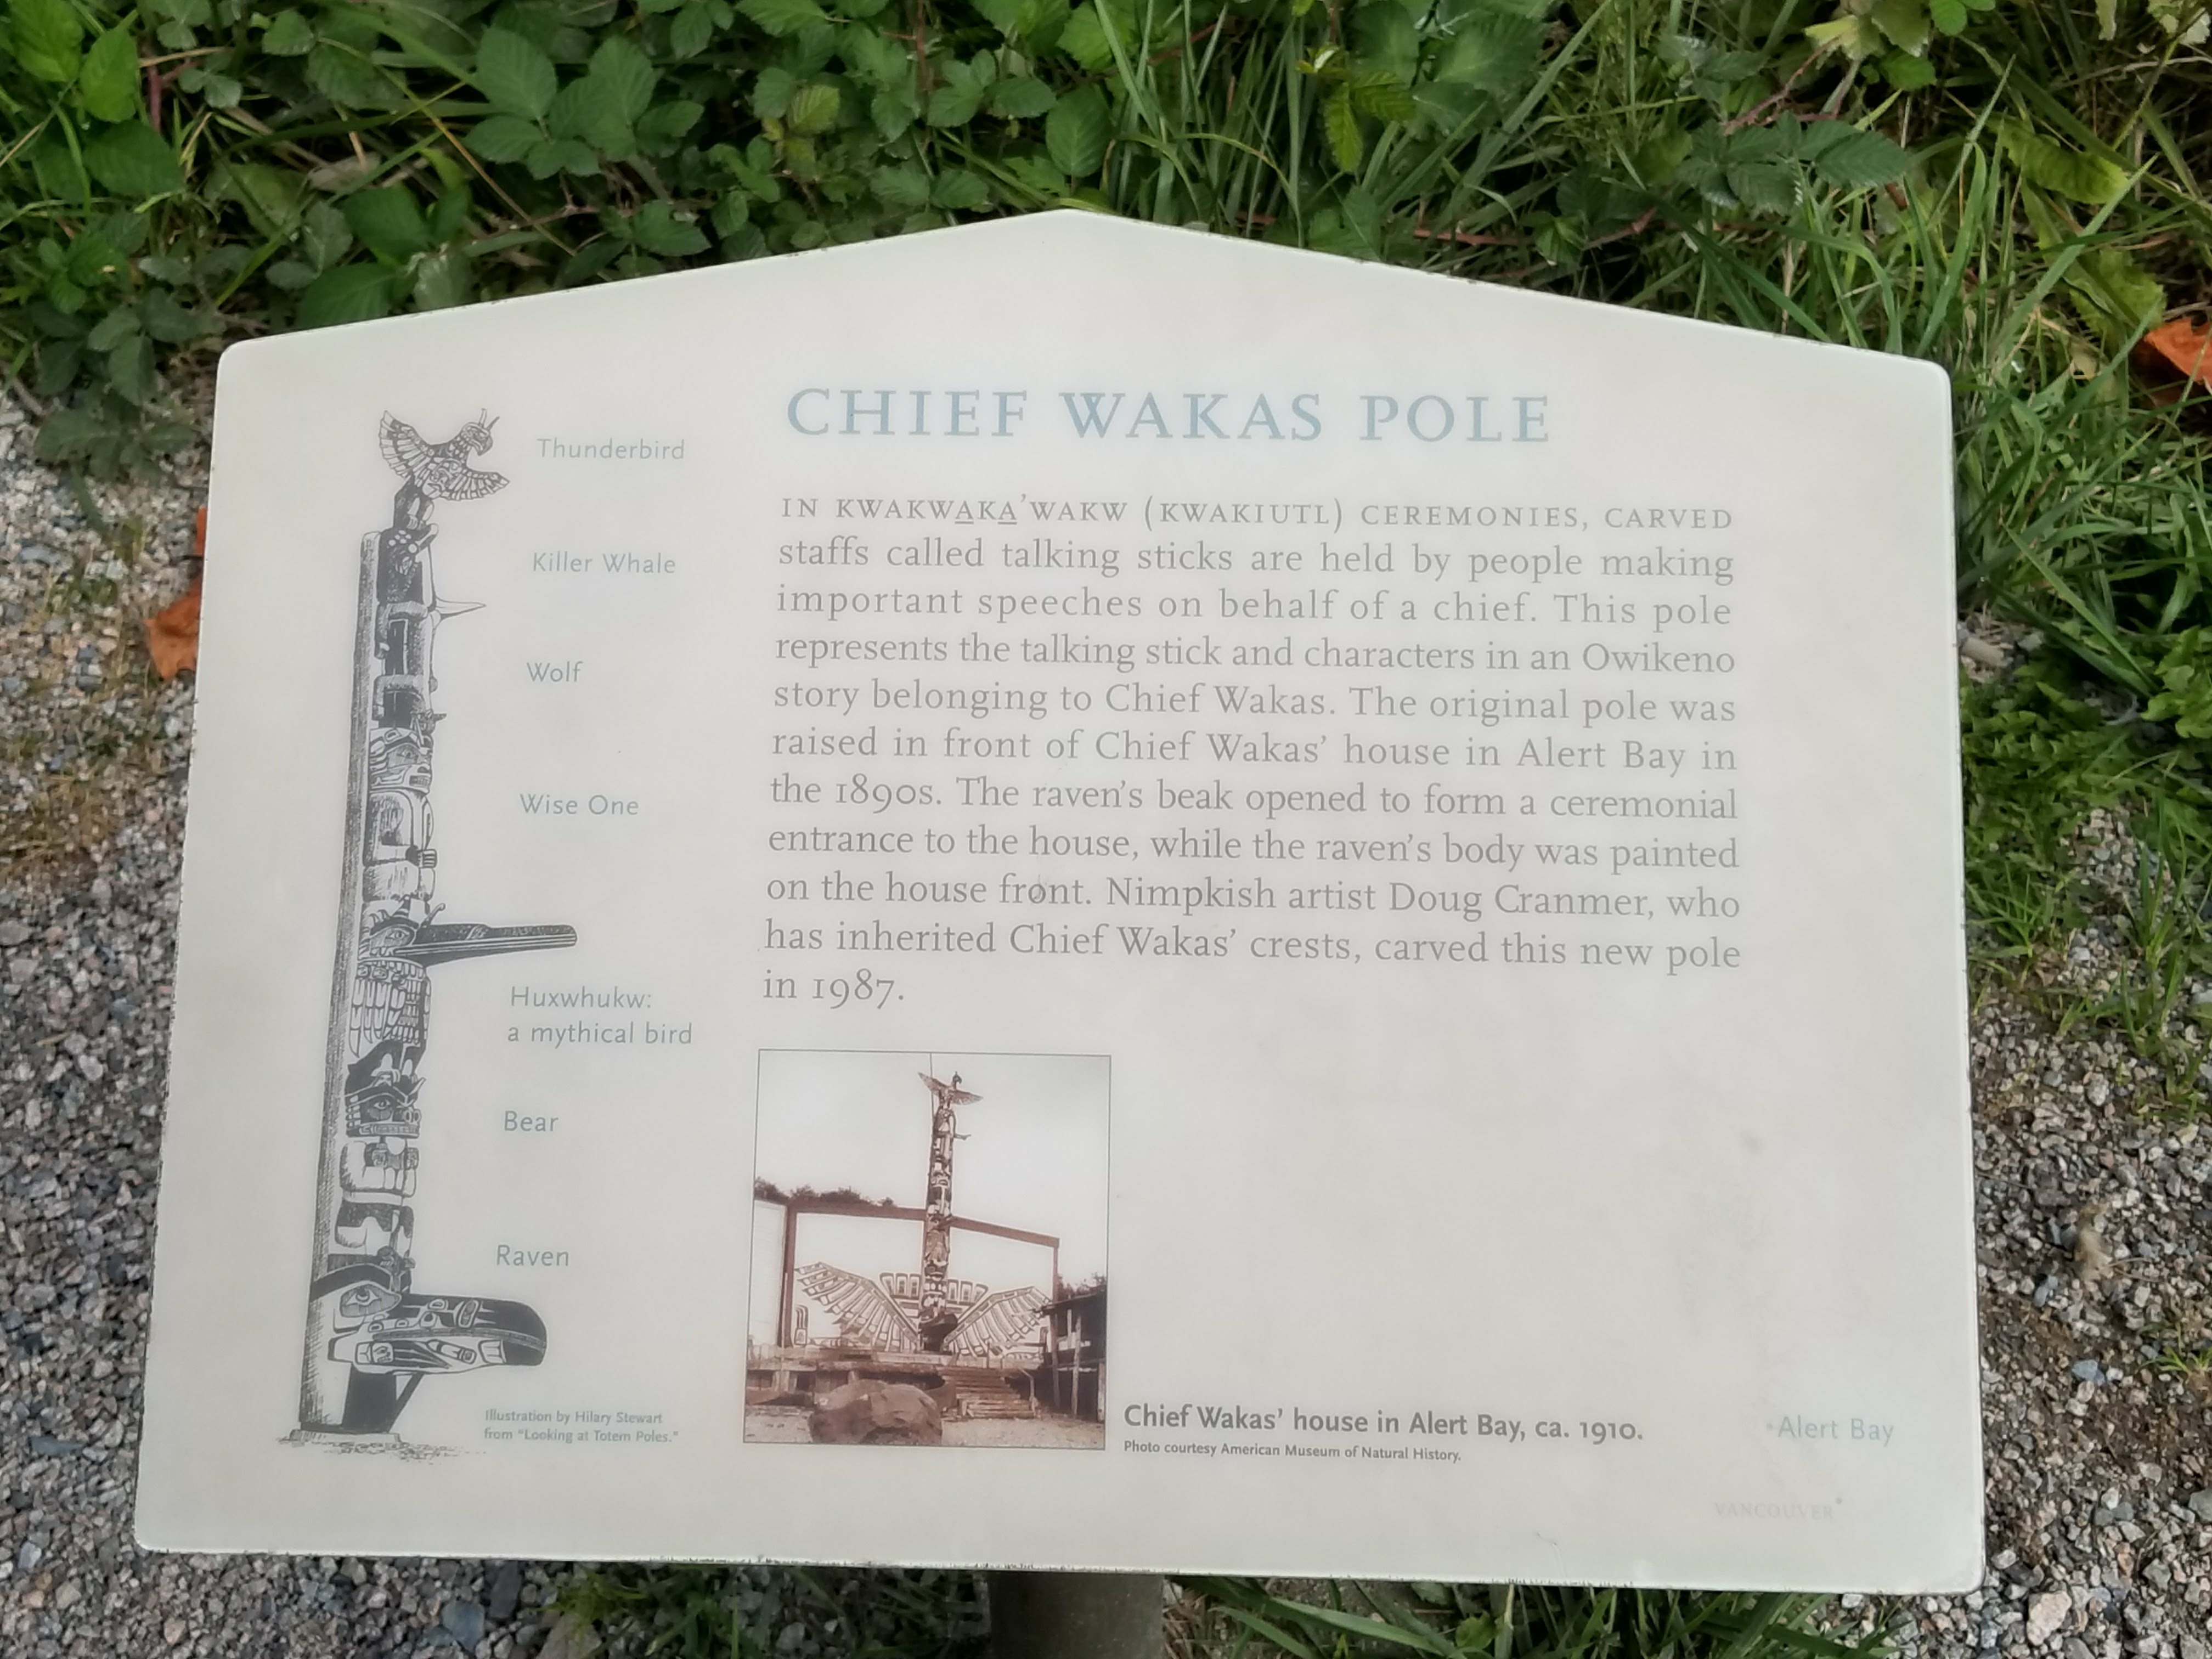 CHIEF WAKAS POLE
IN KWAKWA̲KA̲'WAKW (KWAKIUTL) CEREMONIES, CARVED
staffs called talking sticks are held by people making
important speeches on behalf of a chief. This pole
represents the talking stick and characters in an Owikeno
story belonging to Chief Wakas. The original pole was
raised in front of Chief Wakas’ house in Alert Bay in
the 1890s. The raven’s beak opened to form a ceremonial
entrance to the house, while the raven’s body was painted
on the house front. Nimpkish artist Doug Cranmer, who
has inherited Chief Wakas’ crests, carved this new pole
in 1987.
Thunderbird
Killer Whale
Wolf
Wise One
Huxwhukw:
a mythical bird
Bear
Raven
Illustration by Hilary Stewart
from "Looking at Totem Poles."
Chief Wakas’ house in Alert Bay, ca. 1910.
Photo courtesy American Museum of Natural History.
Alert Bay
VANCOUVER